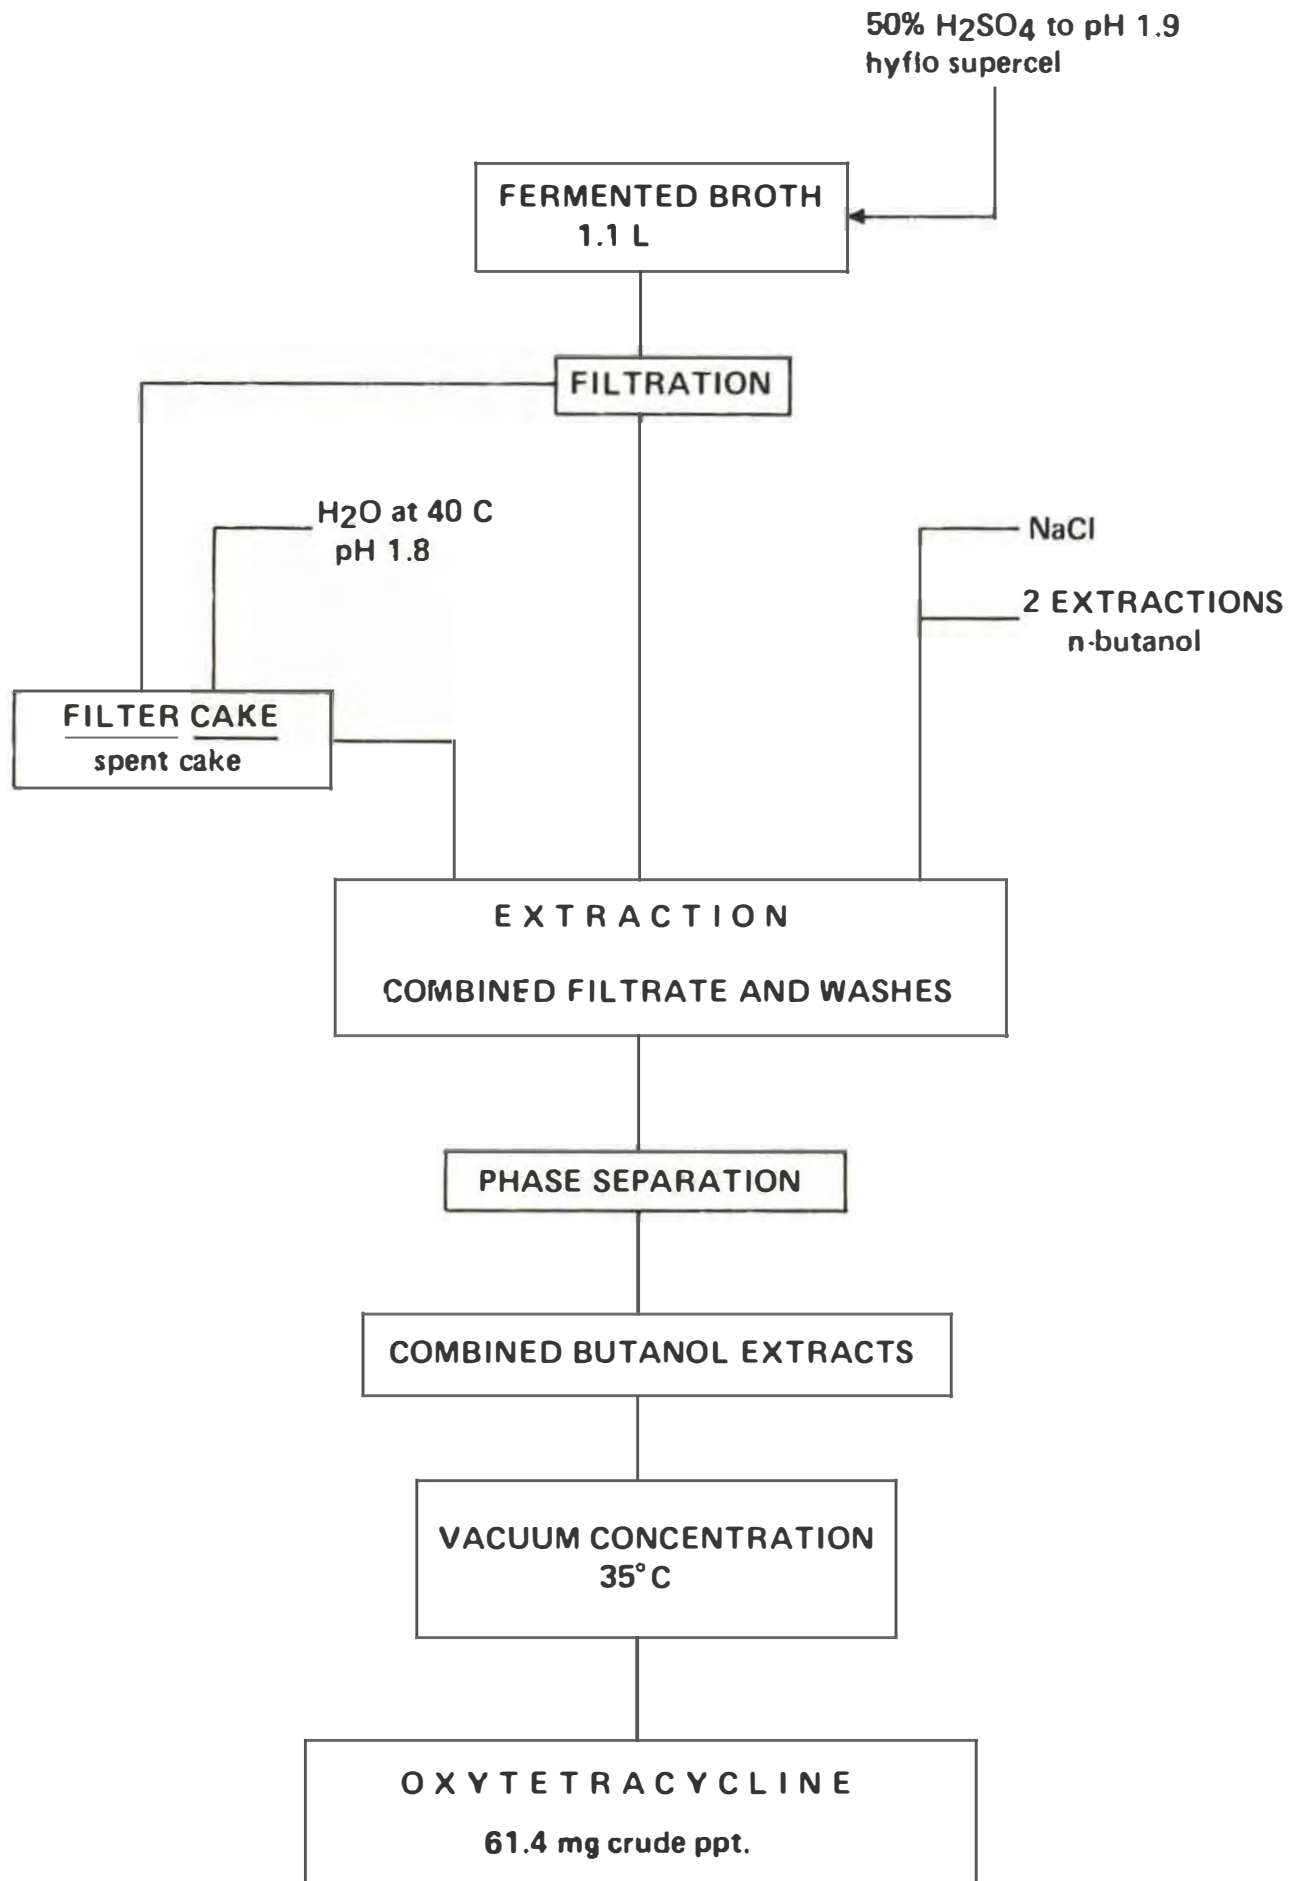 50% H2SO4 to pH 1.9
hyflo supercel
FERMENTED BROTH
1.1 L
FILTRATION
H2O at 40 C
pH 1.8
NaCl
2 EXTRACTIONS
n-butanol
FILTER CAKE
spent cake
EXTRACTION
COMBINED FILTRATE AND WASHES
PHASE SEPARATION
COMBINED BUTANOL EXTRACTS
VACUUM CONCENTRATION
35°C
OXYTETRACYCLINE
61.4 mg crude ppt.